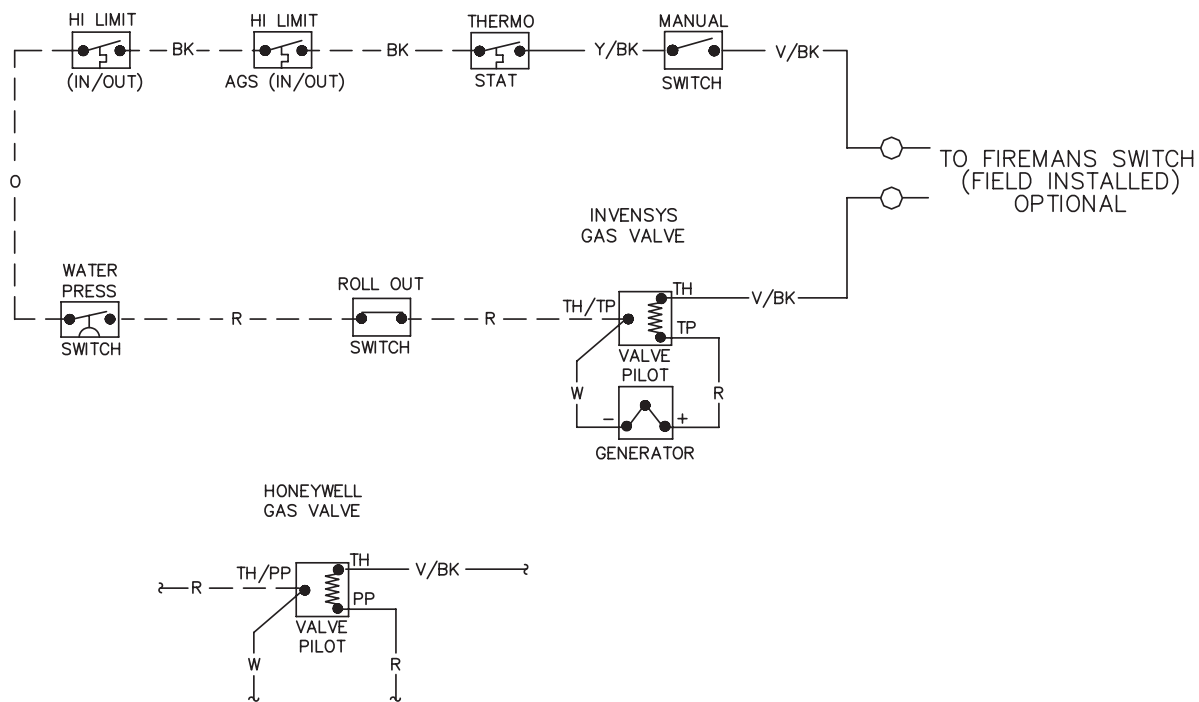 HI LIMIT
HI LIMIT
THERMO
MANUAL
BK
BK
Y/BK
V/BK
(IN/OUT)
AGS (IN/OUT)
STAT
SWITCH
TO FIREMANS SWITCH
(FIELD INSTALLED)
OPTIONAL
O
INVENSYS
GAS VALVE
WATER
PRESS
ROLL OUT
TH/TP
TH
V/BK
R
R
TP
SWITCH
SWITCH
VALVE
PILOT
W
R
- +
GENERATOR
HONEYWELL
GAS VALVE
TH
V/BK
R
TH/PP
PP
VALVE
PILOT
W
R